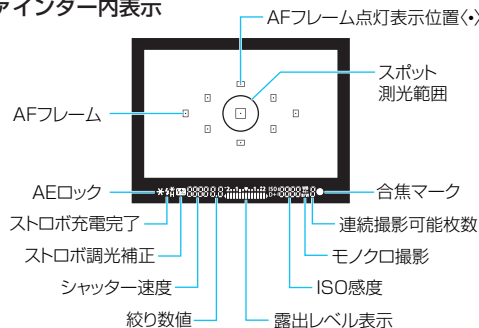 ァインター内表示
AFフレーム点灯表示位置〈•〉
スポット
測光範囲
AFフレーム
AEロック
合焦マーク
ストロボ充電完了
連続撮影可能枚数
ストロボ調光補正
モノクロ撮影
シャッター速度
ISO感度
絞り数値
露出レベル表示